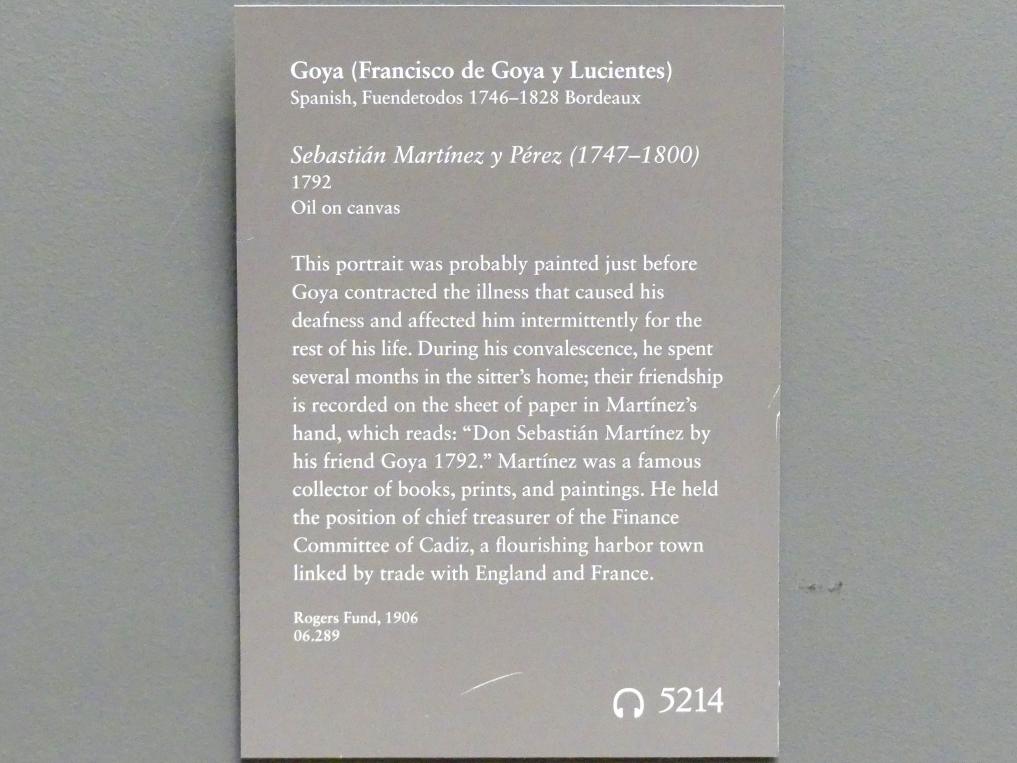 Goya (Francisco de Goya y Lucientes)
Spanish, Fuendetodos 1746–1828 Bordeaux
Sebastián Martínez y Pérez (1747–1800)
1792
Oil on canvas
This portrait was probably painted just before
Goya contracted the illness that caused his
deafness and affected him intermittently for the
rest of his life. During his convalescence, he spent
several months in the sitter’s home; their friendship
is recorded on the sheet of paper in Martínez’s
hand, which reads: “Don Sebastián Martínez by
his friend Goya 1792.” Martínez was a famous
collector of books, prints, and paintings. He held
the position of chief treasurer of the Finance
Committee of Cadiz, a flourishing harbor town
linked by trade with England and France.
Rogers Fund, 1906
06.289
5214